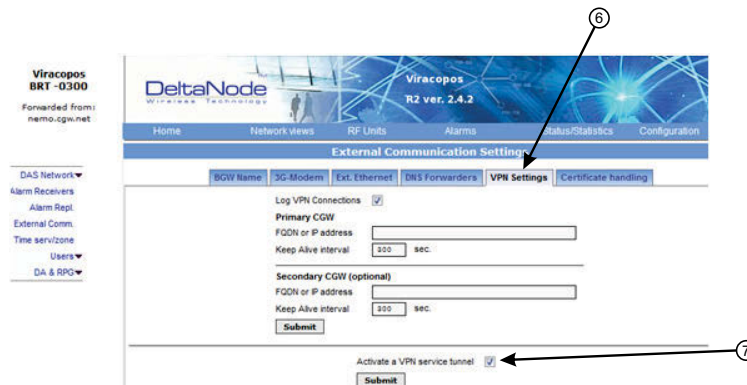 6
Viracopos
BRT -0300
Forwarded from:
nemo.cgw.net
DeltaNode
Wireless Technology
Viracopos
R2 ver. 2.4.2
Home Network views RF Units Alarms Status/Statistics Configuration
External Communication Settings
BGW Name 3G-Modem Ext. Ethernet DNS Forwarders VPN Settings Certificate handling
DAS Network
Alarm Receivers
Alarm Repl.
External Comm.
Time serv/zone
Users
DA & RPG
Log VPN Connections
Primary CGW
FQDN or IP address
Keep Alive interval 300 sec.
Secondary CGW (optional)
FQDN or IP address
Keep Alive interval 300 sec.
Submit
Activate a VPN service tunnel
7
Submit